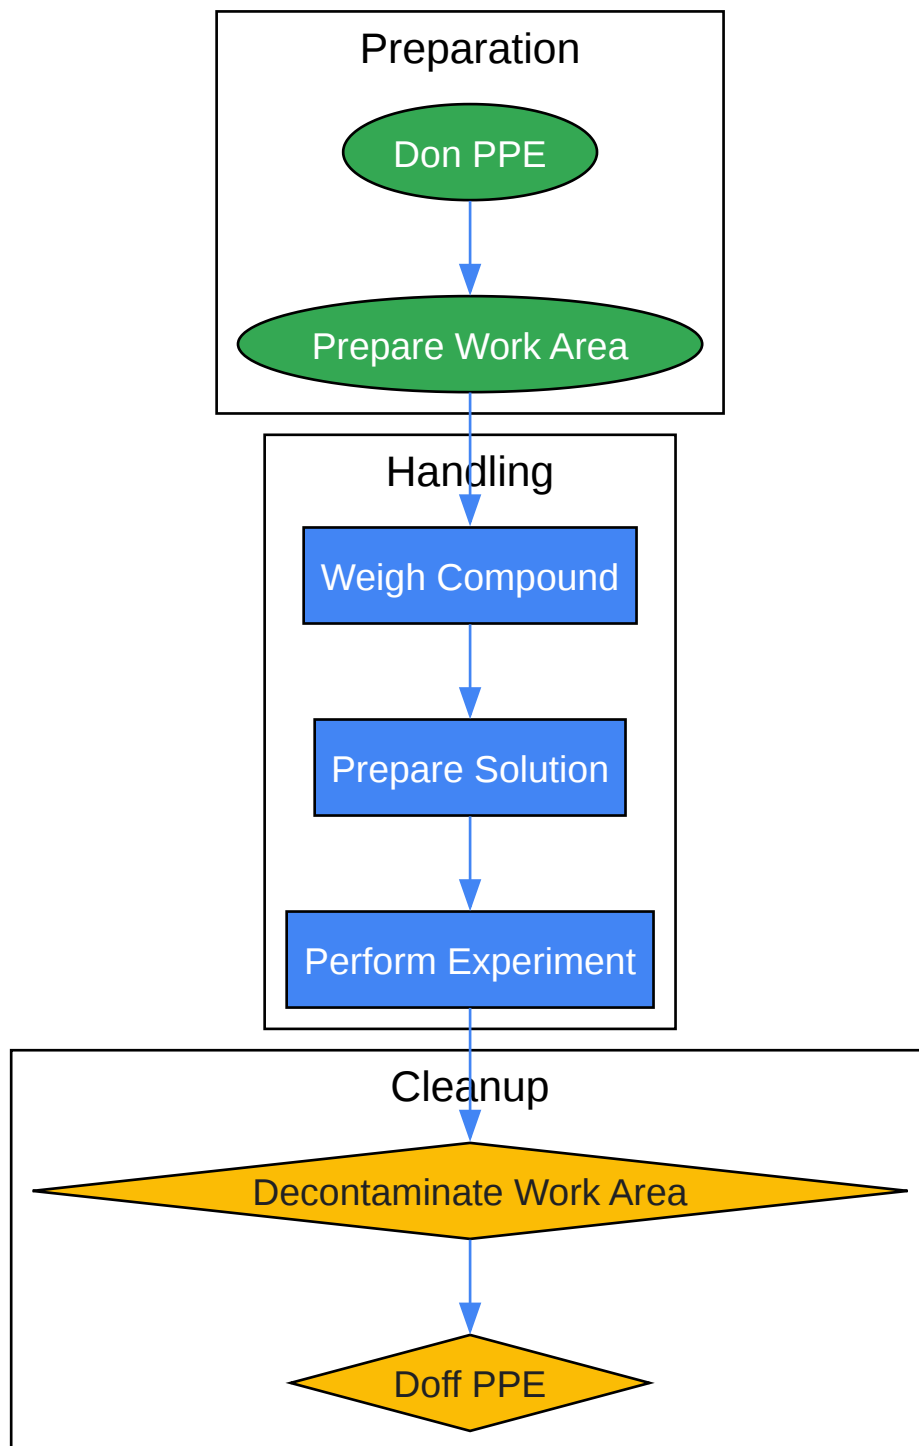 Preparation
Don PPE
Prepare Work Area
Handling
Weigh Compound
Prepare Solution
Perform Experiment
Cleanup
Decontaminate Work Area
Doff PPE